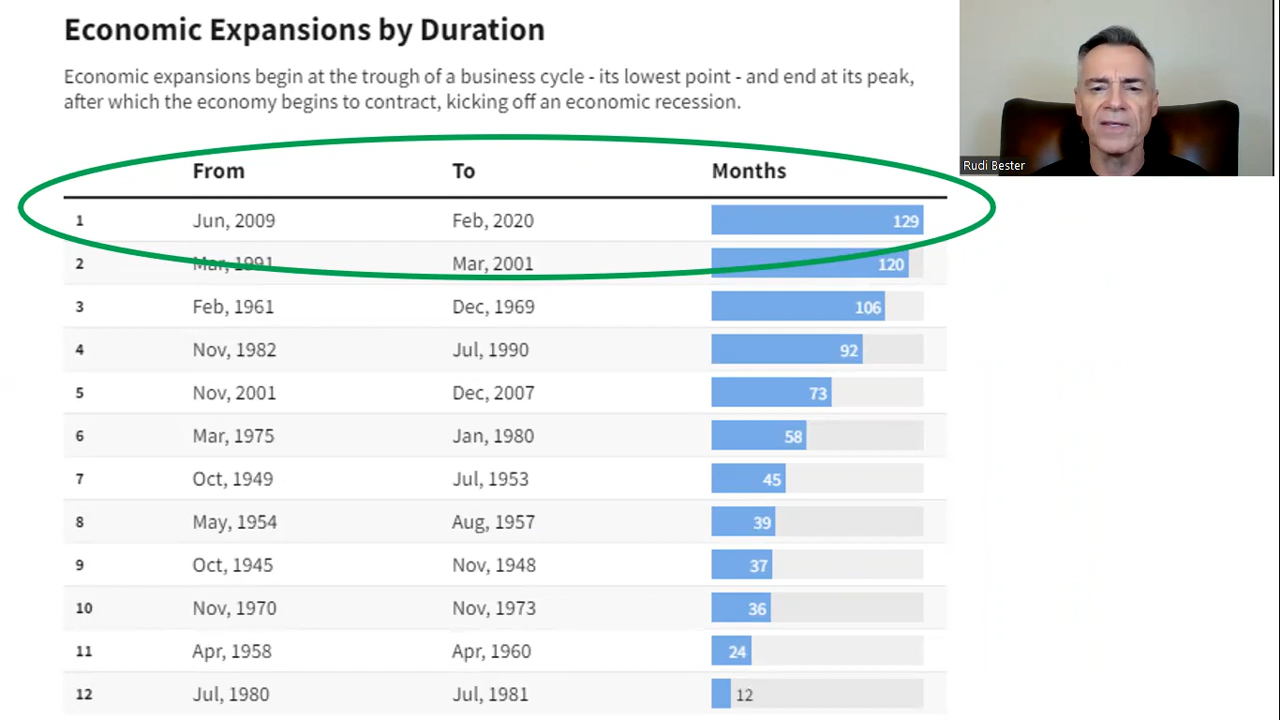 Economic Expansions by Duration
Economic expansions begin at the trough of a business cycle - its lowest point - and end at its peak,
after which the economy begins to contract, kicking off an economic recession.
Rudi Bester
From To Months
1 Jun, 2009 Feb, 2020 129
2 Mar, 1991 Mar, 2001 120
3 Feb, 1961 Dec, 1969 106
4 Nov, 1982 Jul, 1990 92
5 Nov, 2001 Dec, 2007 73
6 Mar, 1975 Jan, 1980 58
7 Oct, 1949 Jul, 1953 45
8 May, 1954 Aug, 1957 39
9 Oct, 1945 Nov, 1948 37
10 Nov, 1970 Nov, 1973 36
11 Apr, 1958 Apr, 1960 24
12 Jul, 1980 Jul, 1981 12